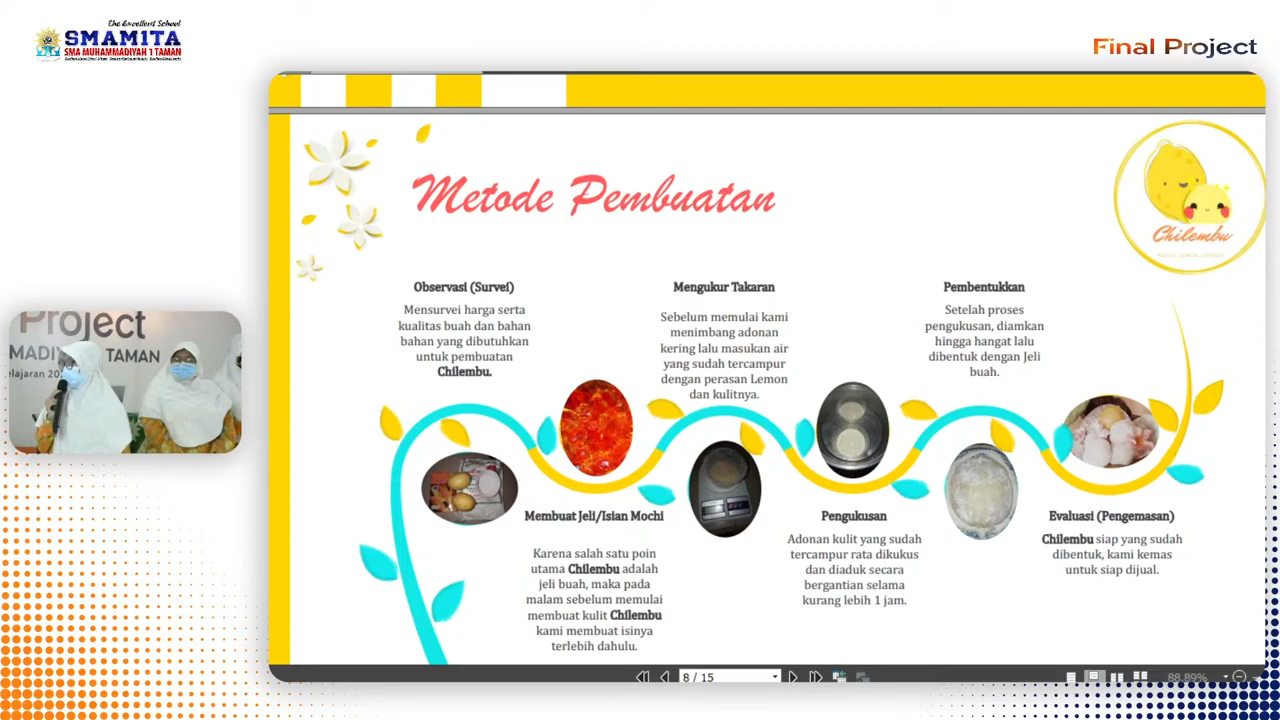 The Excellent School
SMAMITA
SMA MUHAMMADIYAH 1 TAMAN
Final Project
Metode Pembuatan
Chilembu
Observasi (Survei)
Mensurvei harga serta
kualitas buah dan bahan
bahan yang dibutuhkan
untuk pembuatan
Chilembu.
Mengukur Takaran
Sebelum memulai kami
menimbang adonan
kering lalu masukan air
yang sudah tercampur
dengan perasan Lemon
dan kulitnya.
Pembentukkan
Setelah proses
pengukusan, diamkan
hingga hangat lalu
dibentuk dengan Jeli
buah.
Membuat Jeli/Isian Mochi
Karena salah satu poin
utama Chilembu adalah
jeli buah, maka pada
malam sebelum memulai
membuat kulit Chilembu
kami membuat isinya
terlebih dahulu.
Pengukusan
Adonan kulit yang sudah
tercampur rata dikukus
dan diaduk secara
bergantian selama
kurang lebih 1 jam.
Evaluasi (Pengemasan)
Chilembu siap yang sudah
dibentuk, kami kemas
untuk siap dijual.
Project
TAMAN
8 / 15
88.89%